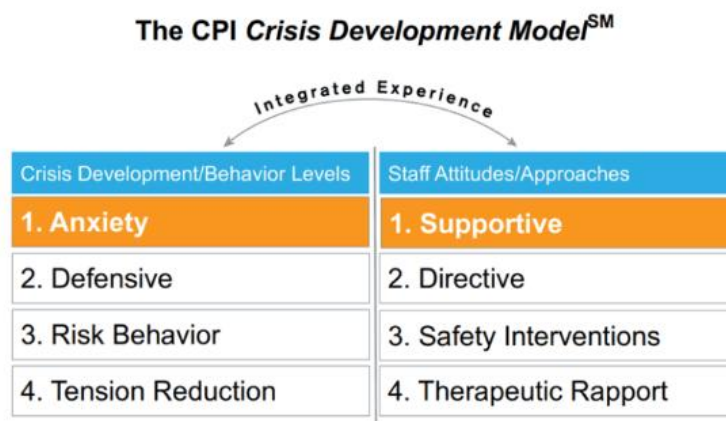 The CPI Crisis Development Model℠
Integrated Experience
Crisis Development/Behavior Levels
Staff Attitudes/Approaches
1. Anxiety
1. Supportive
2. Defensive
2. Directive
3. Risk Behavior
3. Safety Interventions
4. Tension Reduction
4. Therapeutic Rapport